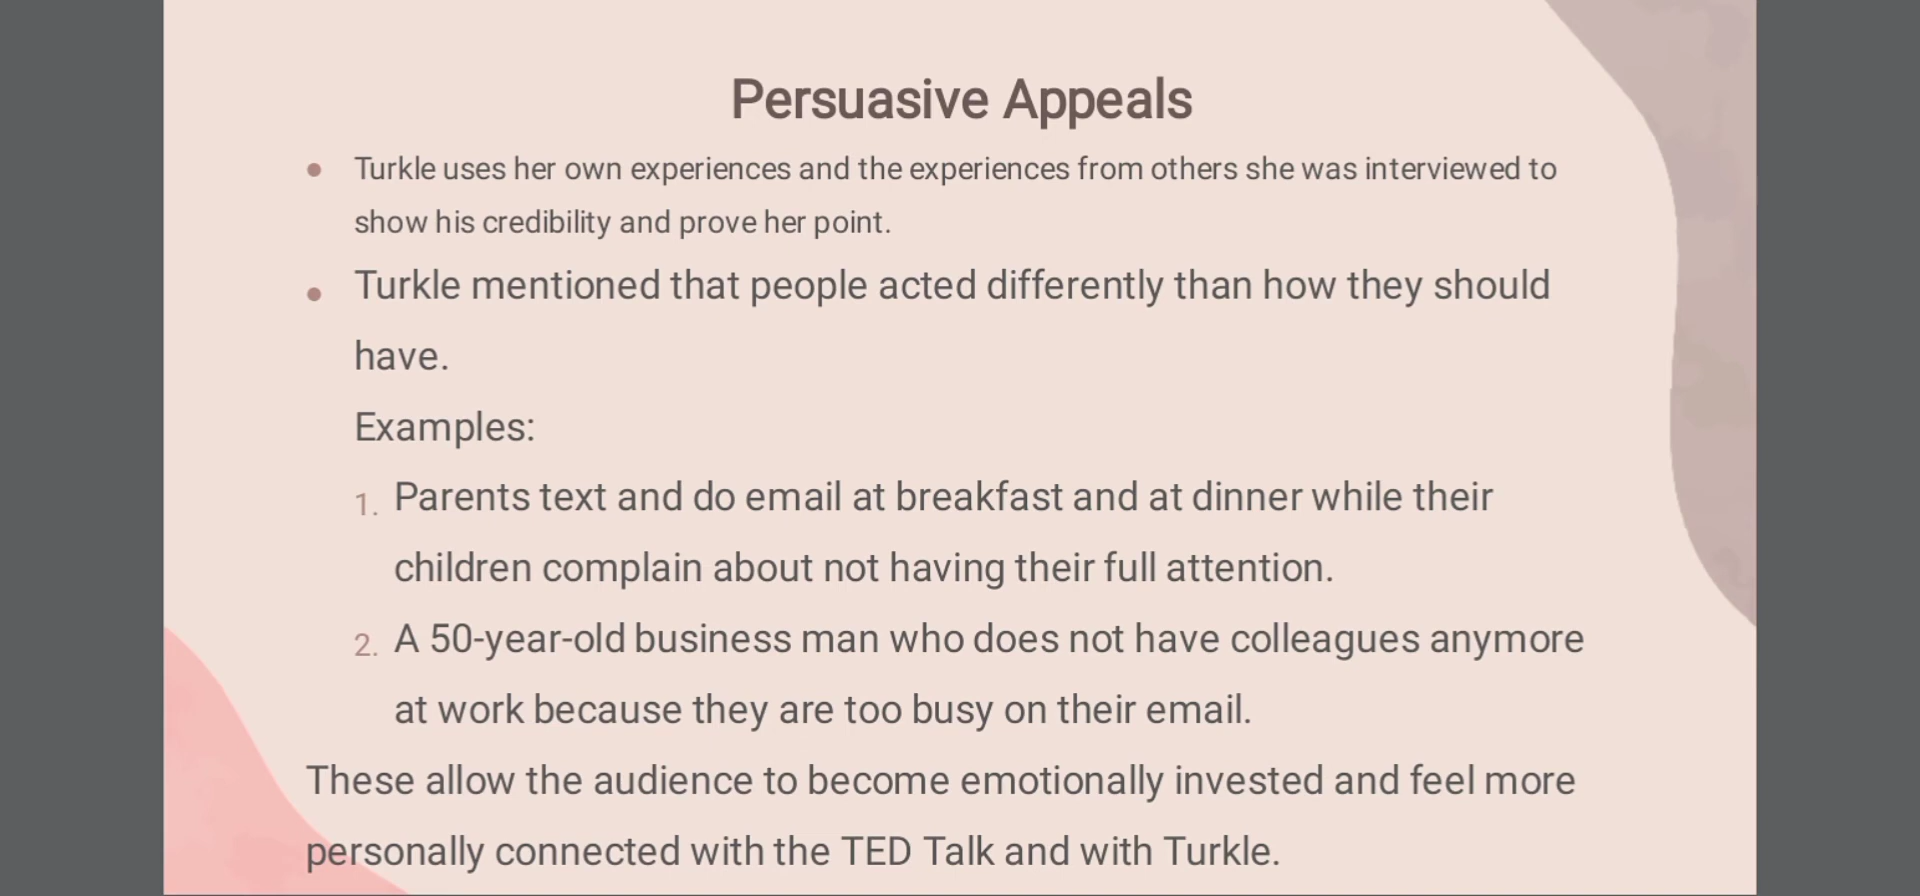 Persuasive Appeals
• Turkle uses her own experiences and the experiences from others she was interviewed to
show his credibility and prove her point.
• Turkle mentioned that people acted differently than how they should
have.
Examples:
1. Parents text and do email at breakfast and at dinner while their
children complain about not having their full attention.
2. A 50-year-old business man who does not have colleagues anymore
at work because they are too busy on their email.
These allow the audience to become emotionally invested and feel more
personally connected with the TED Talk and with Turkle.